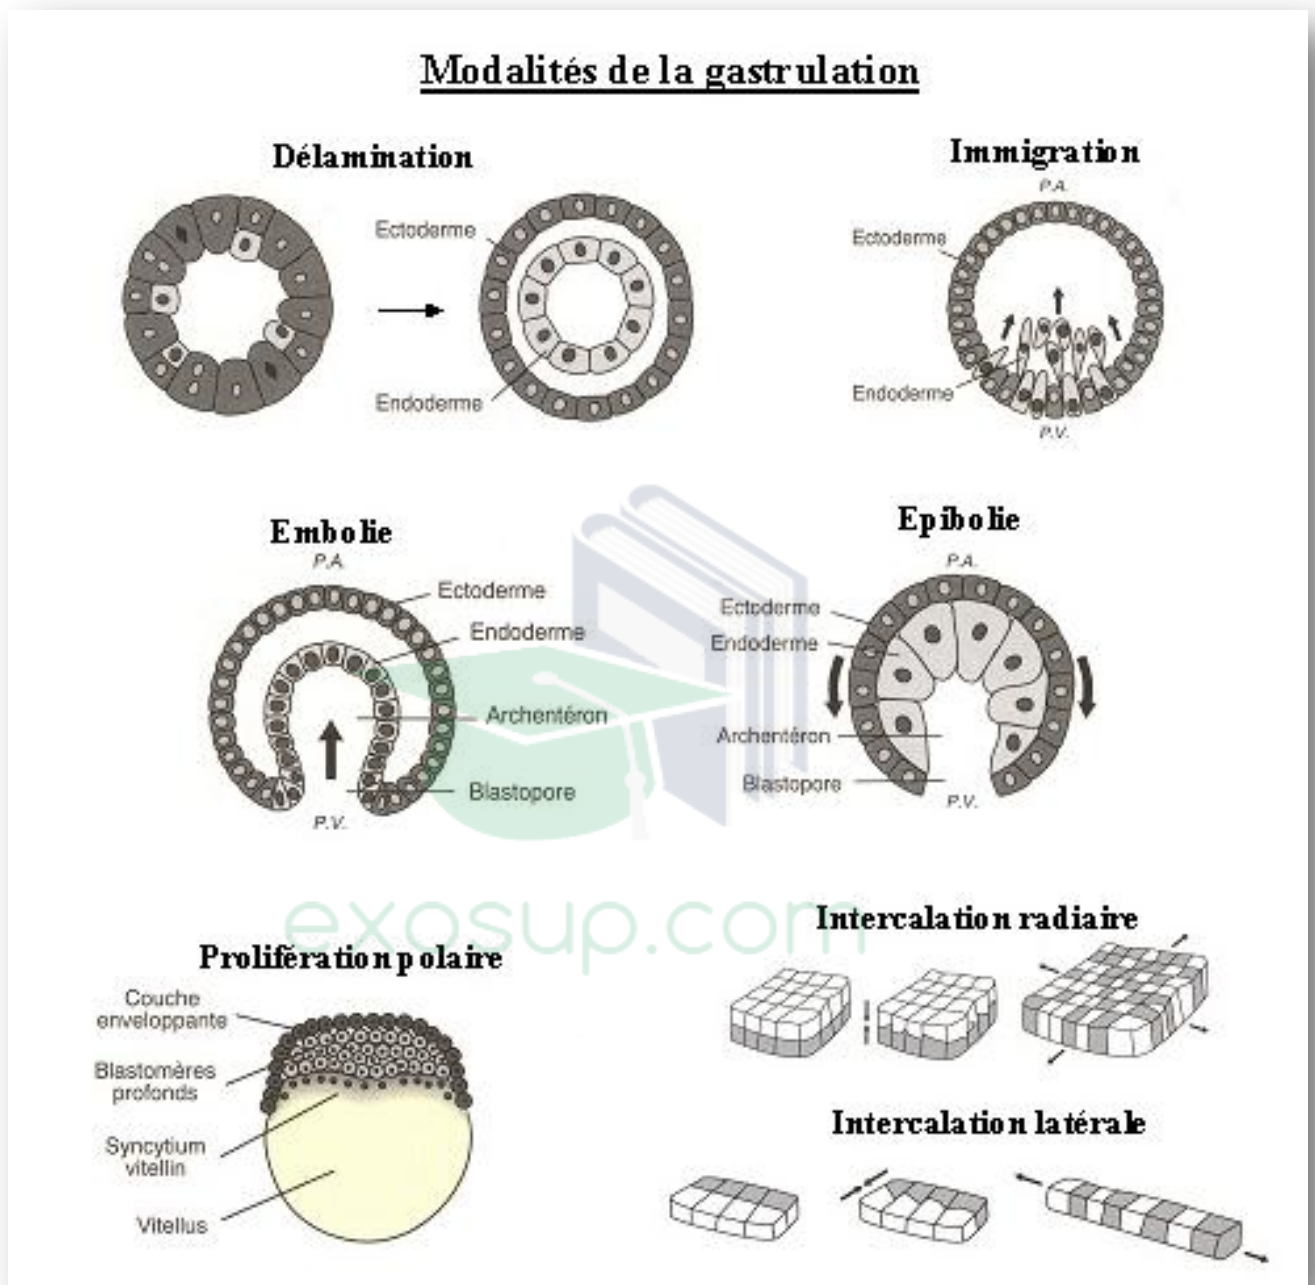 Modalités de la gastrulation
Délamination
Ectoderme
Endoderme
Immigration
P.A.
Ectoderme
Endoderme
P.V.
Embolie
P.A.
Ectoderme
Endoderme
Archentéron
Blastopore
P.V.
Epibolie
P.A.
Ectoderme
Endoderme
Archentéron
Blastopore
P.V.
exosup.com
Prolifération polaire
Couche
enveloppante
Blastomères
profonds
Syncytium
vitellin
Vitellus
Intercalation radiaire
Intercalation latérale